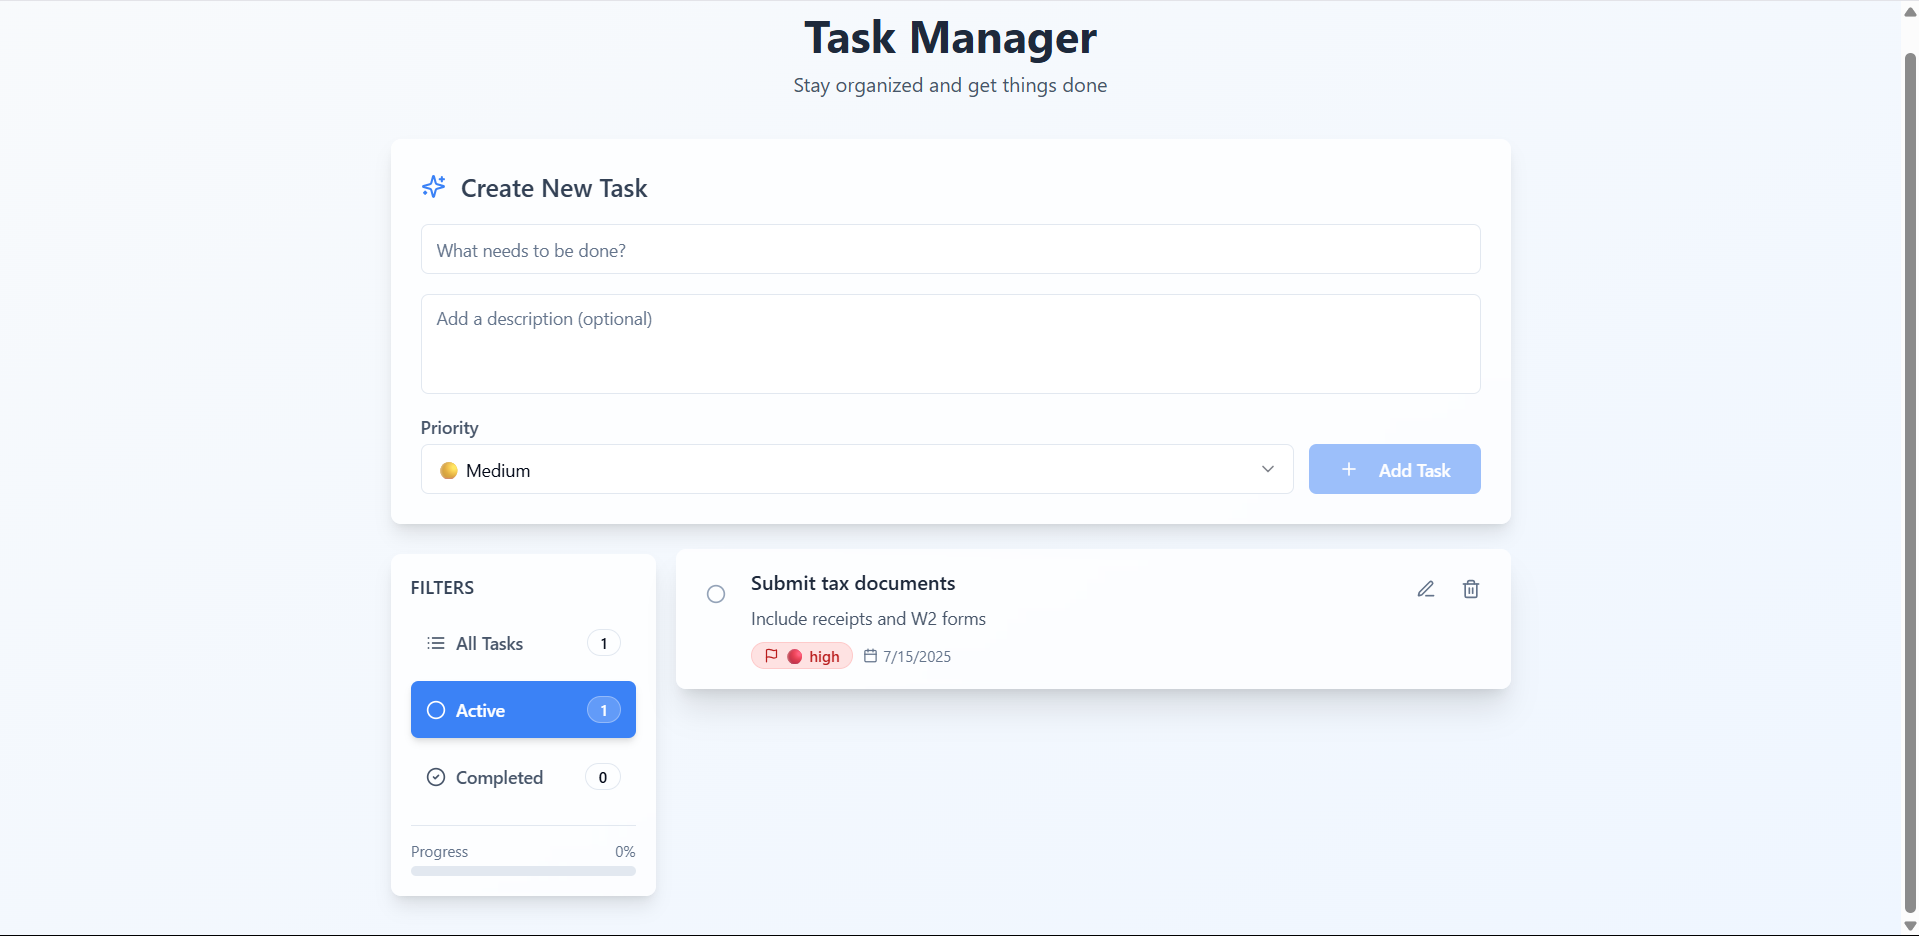 Task Manager
Stay organized and get things done
Create New Task
What needs to be done?
Add a description (optional)
Priority
Medium
Add Task
FILTERS
All Tasks 1
Active 1
Completed 0
Progress 0%
Submit tax documents
Include receipts and W2 forms
high 7/15/2025